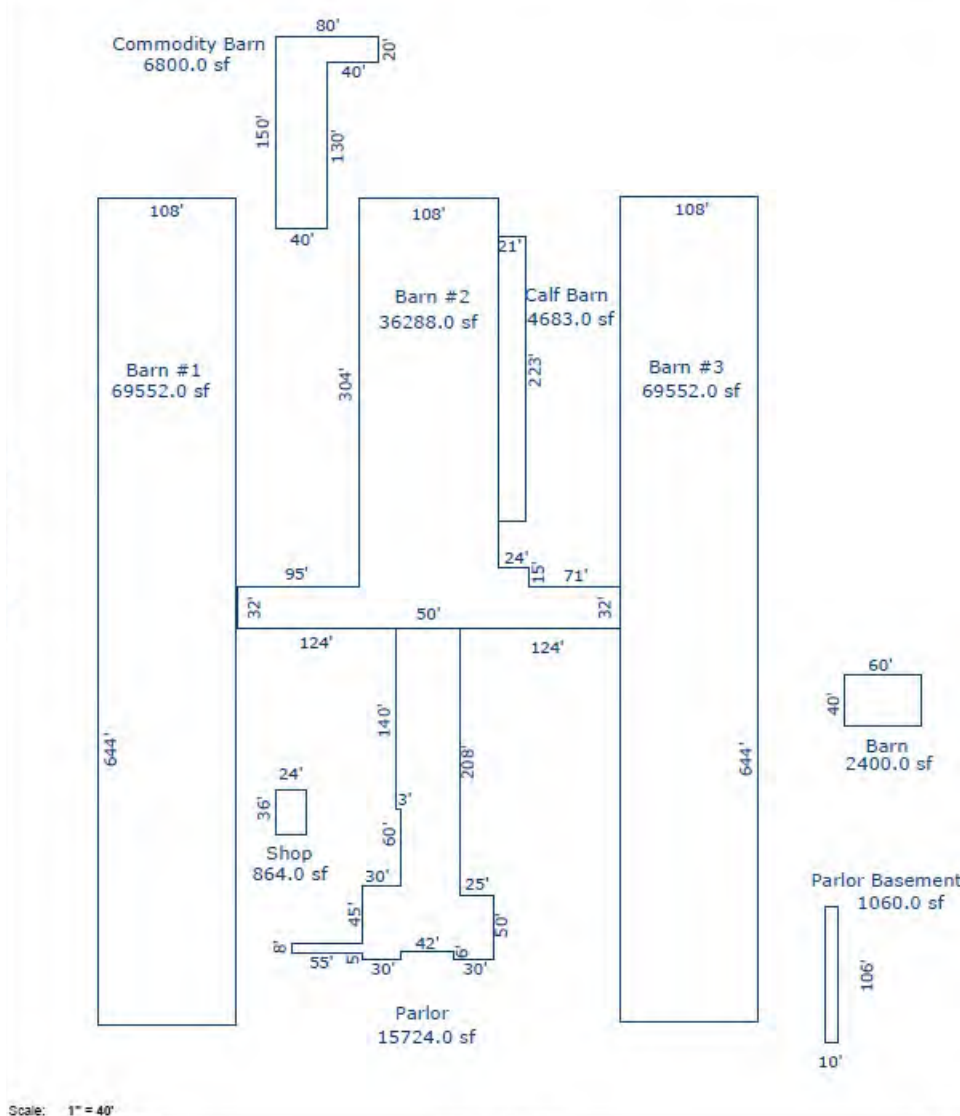 80'
Commodity Barn
6800.0 sf
20'
40'
150'
130'
40'
108'
108'
108'
21'
Barn #2
36288.0 sf
Calf Barn
4683.0 sf
304'
223'
Barn #1
69552.0 sf
Barn #3
69552.0 sf
24'
15'
95'
71'
32'
50'
32'
124'
124'
60'
40'
Barn
2400.0 sf
140'
208'
644'
644'
24'
36'
3'
60'
Shop
864.0 sf
30'
25'
Parlor Basement
1060.0 sf
45'
50'
8'
42'
55'
5'
30'
6'
30'
106'
Parlor
15724.0 sf
10'
Scale: 1" = 40'